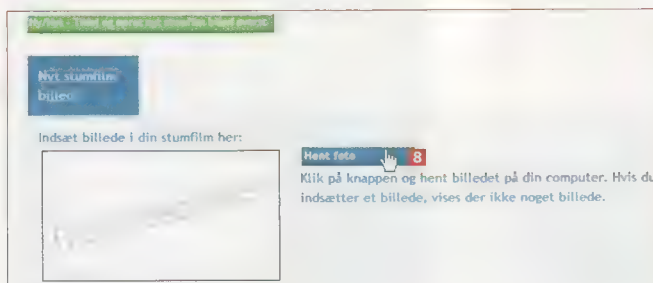 Nyt stumfilm
billed
Indsæt billede i din stumfilm her:
Hent foto
8
Klik på knappen og hent billedet på din computer. Hvis du
indsætter et billede, vises der ikke noget billede.